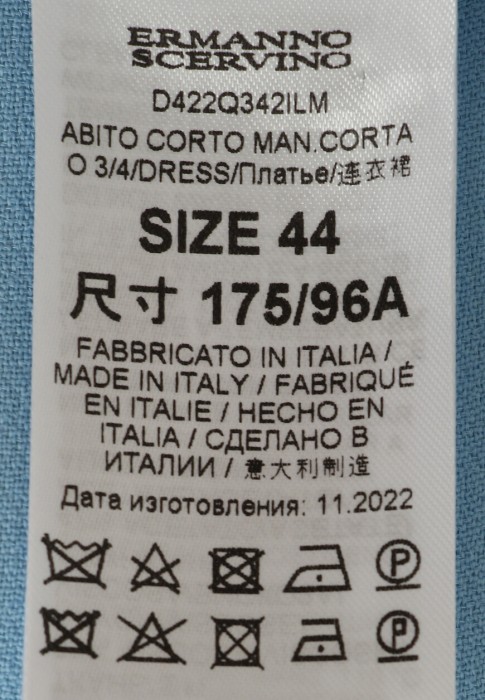 ERMANNO
SCERVINO
D422Q342ILM
ABITO CORTO MAN.CORTA
O 3/4/DRESS/Платье/連衣裙
SIZE 44
尺寸 175/96A
FABBRICATO IN ITALIA /
MADE IN ITALY / FABRIQUÉ
EN ITALIE / HECHO EN
ITALIA / СДЕЛАНО В
ИТАЛИИ / 意大利制造
Дата изготовления: 11.2022
P
P